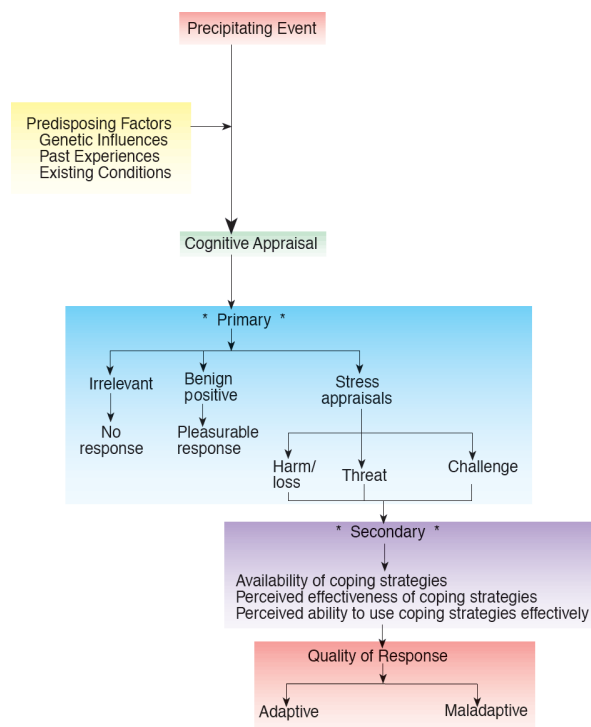 Precipitating Event
Predisposing Factors
Genetic Influences
Past Experiences
Existing Conditions
Cognitive Appraisal
* Primary *
Irrelevant
Benign
positive
Stress
appraisals
No
response
Pleasurable
response
Harm/
loss
Threat
Challenge
* Secondary *
Availability of coping strategies
Perceived effectiveness of coping strategies
Perceived ability to use coping strategies effectively
Quality of Response
Adaptive
Maladaptive